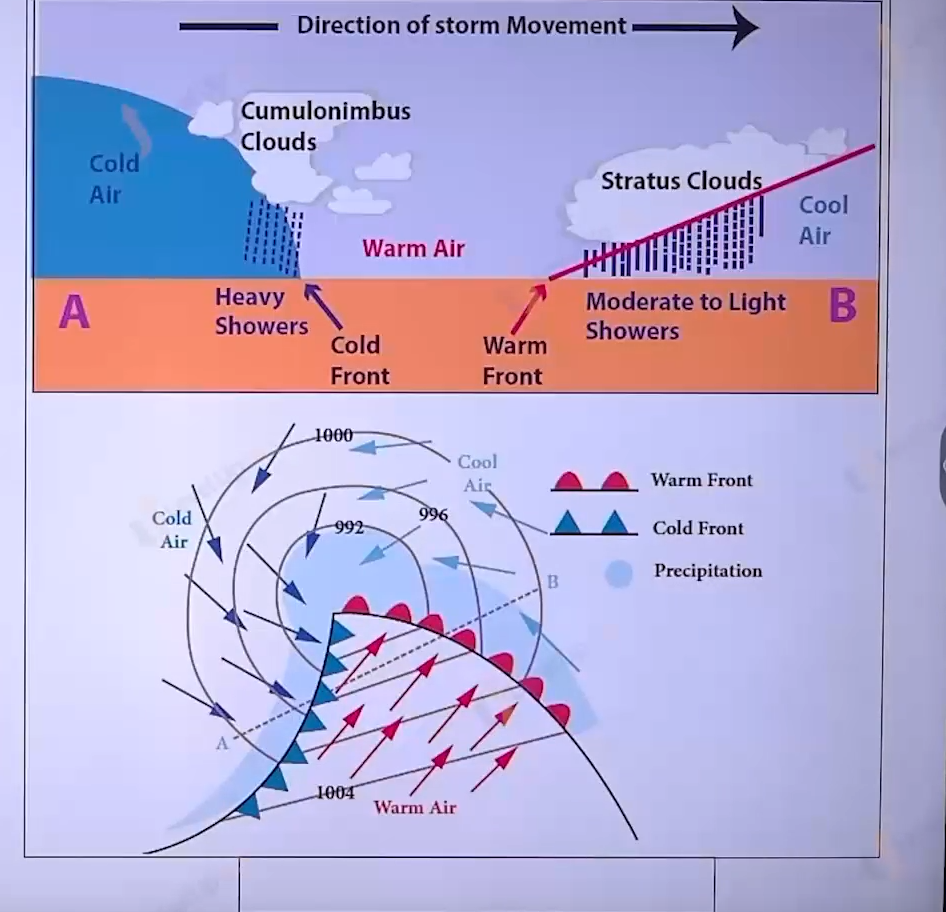 Direction of storm Movement
Cumulonimbus
Clouds
Cold
Air
Stratus Clouds
Cool
Air
Warm Air
A
Heavy
Showers
Cold
Front
Warm
Front
Moderate to Light
Showers
B
1000
Cool
Air
Warm Front
996
992
Cold
Air
Cold Front
Precipitation
B
A
1004
Warm Air